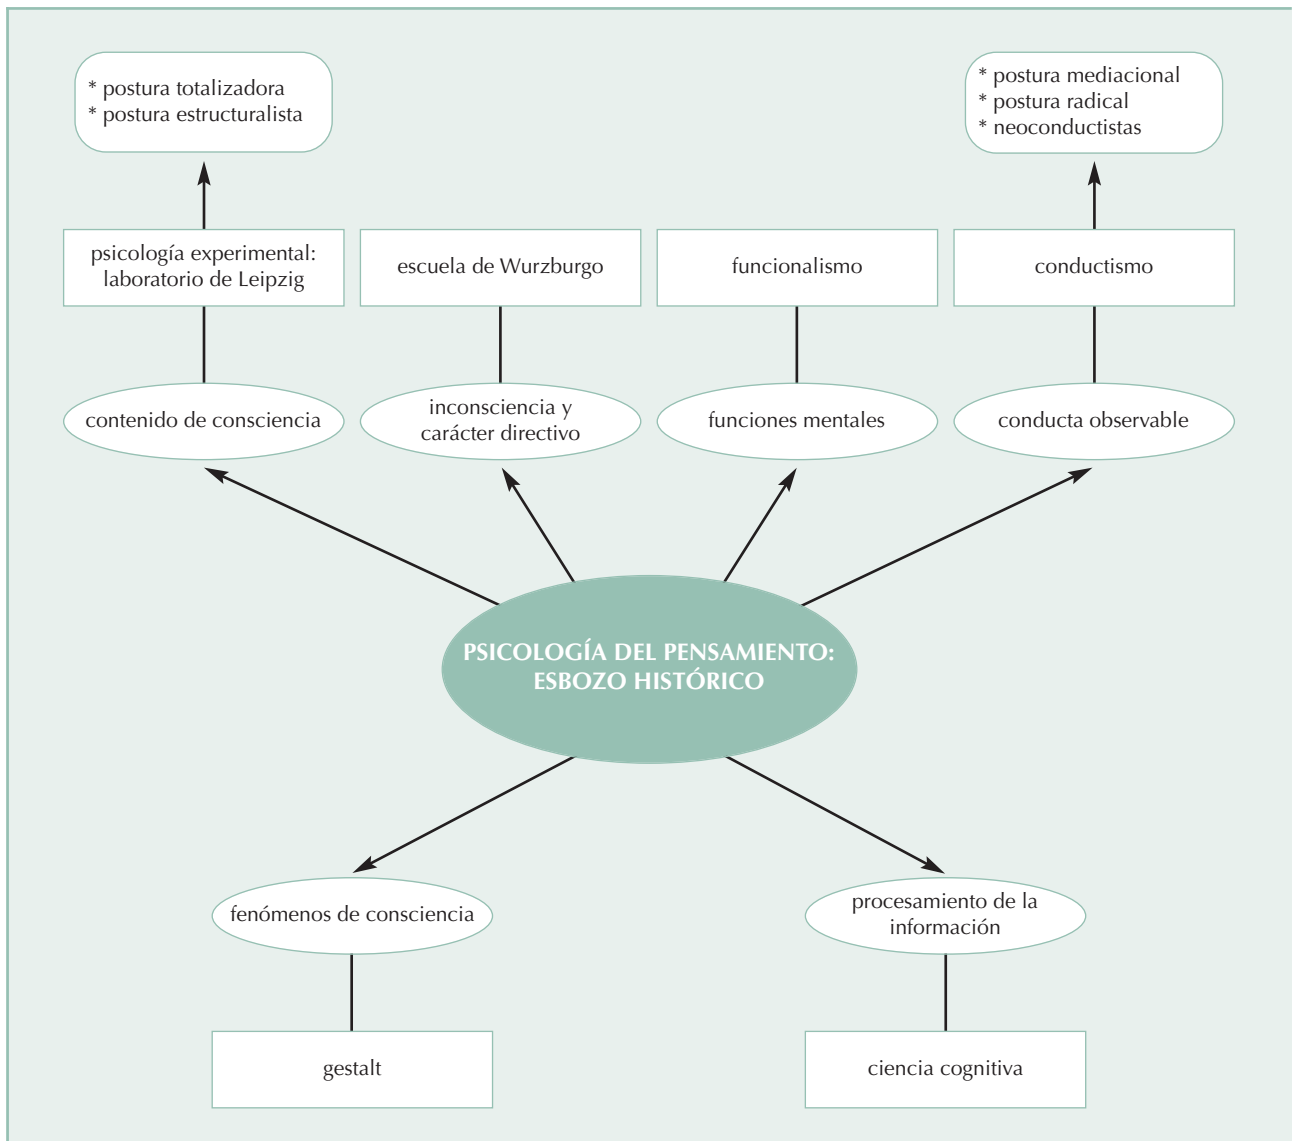 * postura totalizadora
* postura estructuralista
* postura mediacional
* postura radical
* neoconductistas
psicología experimental:
laboratorio de Leipzig
escuela de Wurzburgo
funcionalismo
conductismo
contenido de consciencia
inconsciencia y
carácter directivo
funciones mentales
conducta observable
PSICOLOGÍA DEL PENSAMIENTO:
ESBOZO HISTÓRICO
fenómenos de consciencia
procesamiento de la
información
gestalt
ciencia cognitiva